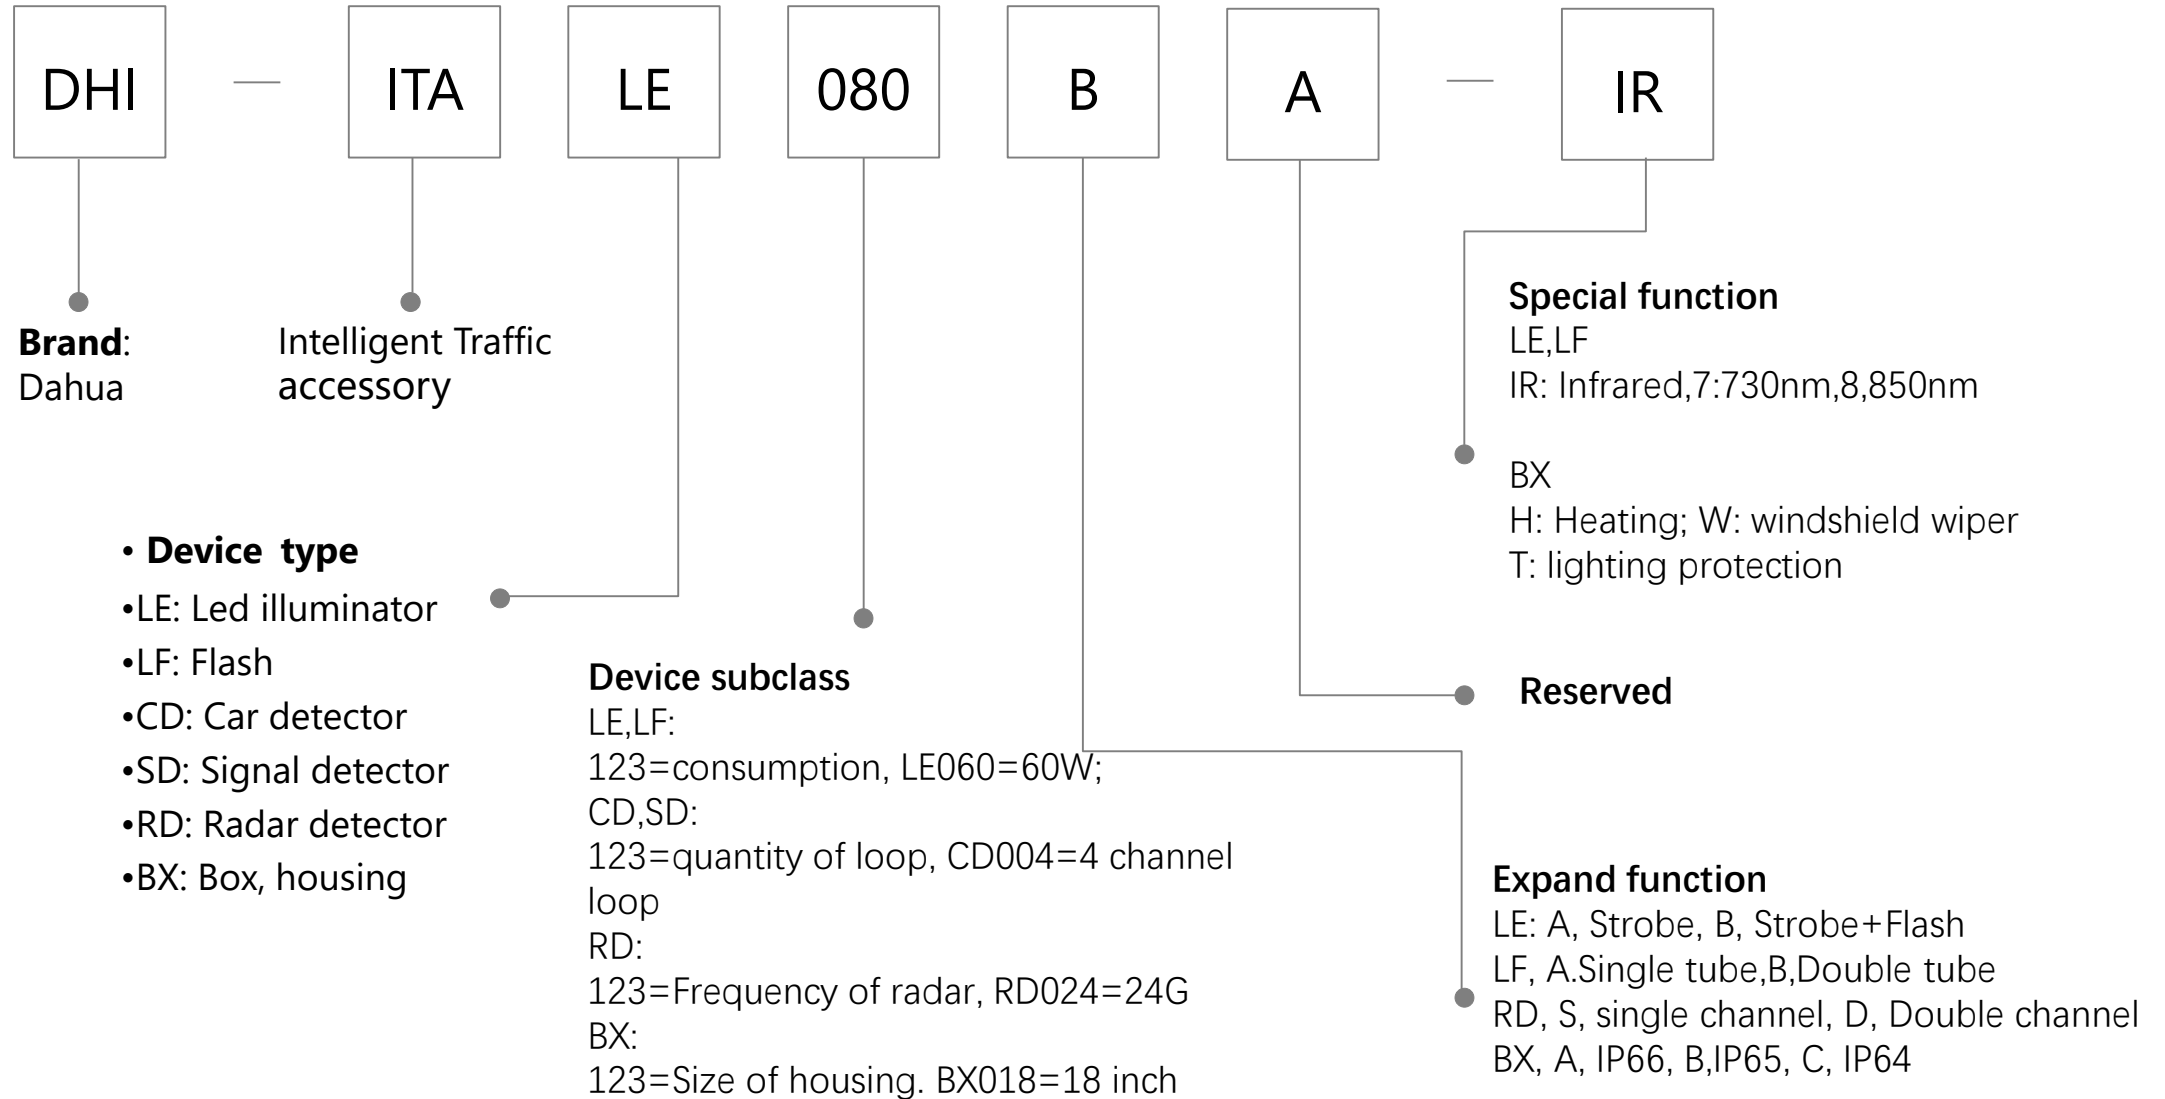 DHI — ITA LE 080 B A — IR
Brand:
Dahua
Intelligent Traffic
accessory
• Device type
•LE: Led illuminator
•LF: Flash
•CD: Car detector
•SD: Signal detector
•RD: Radar detector
•BX: Box, housing
Device subclass
LE,LF:
123=consumption, LE060=60W;
CD,SD:
123=quantity of loop, CD004=4 channel
loop
RD:
123=Frequency of radar, RD024=24G
BX:
123=Size of housing. BX018=18 inch
Special function
LE,LF
IR: Infrared,7:730nm,8,850nm
BX
H: Heating; W: windshield wiper
T: lighting protection
Reserved
Expand function
LE: A, Strobe, B, Strobe+Flash
LF, A.Single tube,B,Double tube
RD, S, single channel, D, Double channel
BX, A, IP66, B,IP65, C, IP64